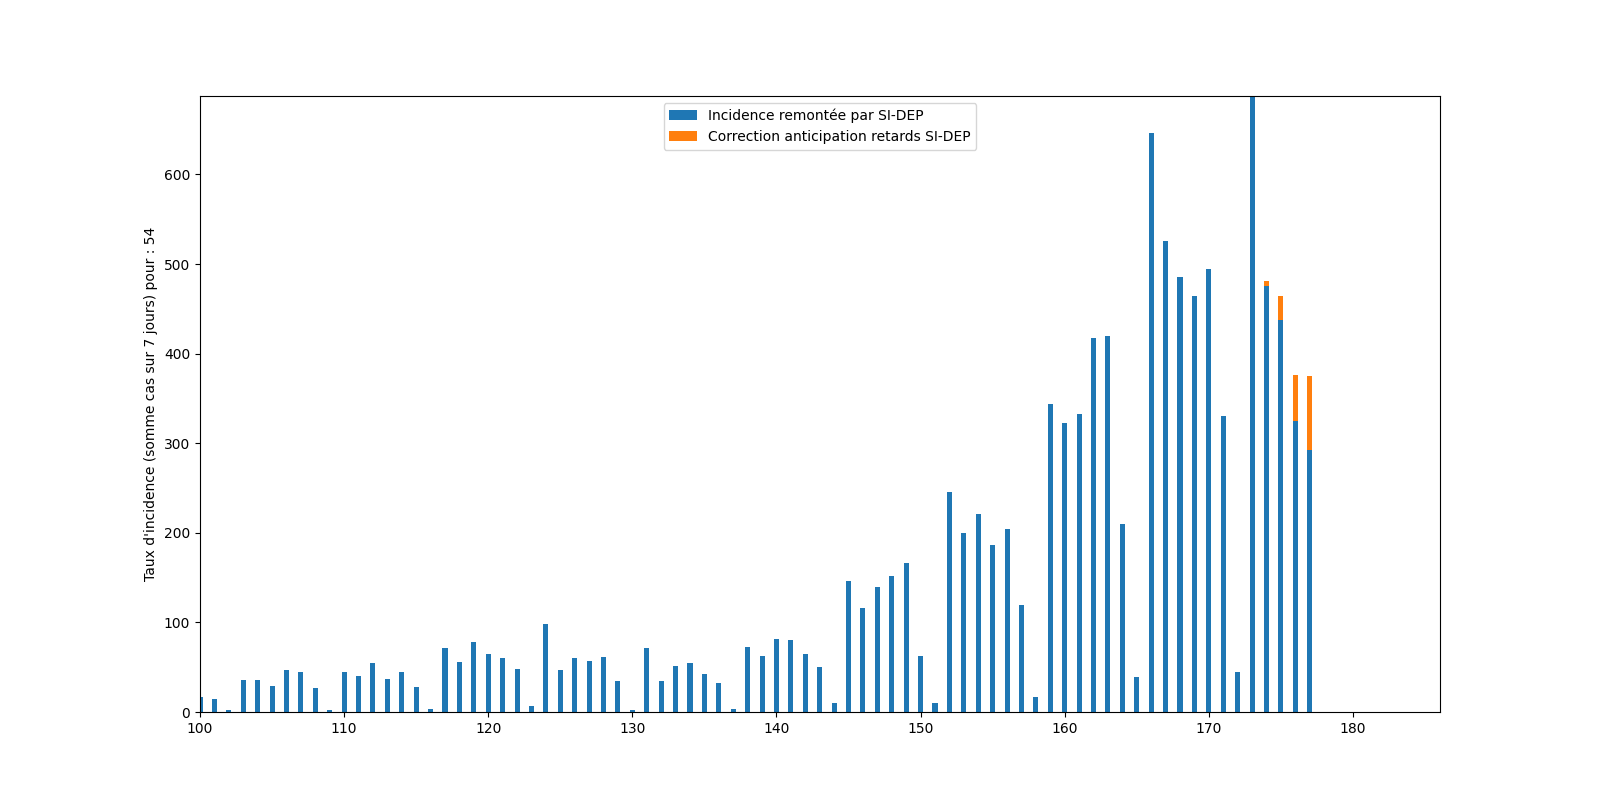 Incidence remontée par SI-DEP
Correction anticipation retards SI-DEP
Taux d'incidence (somme cas sur 7 jours) pour : 54
600
500
400
300
200
100
0
100 110 120 130 140 150 160 170 180